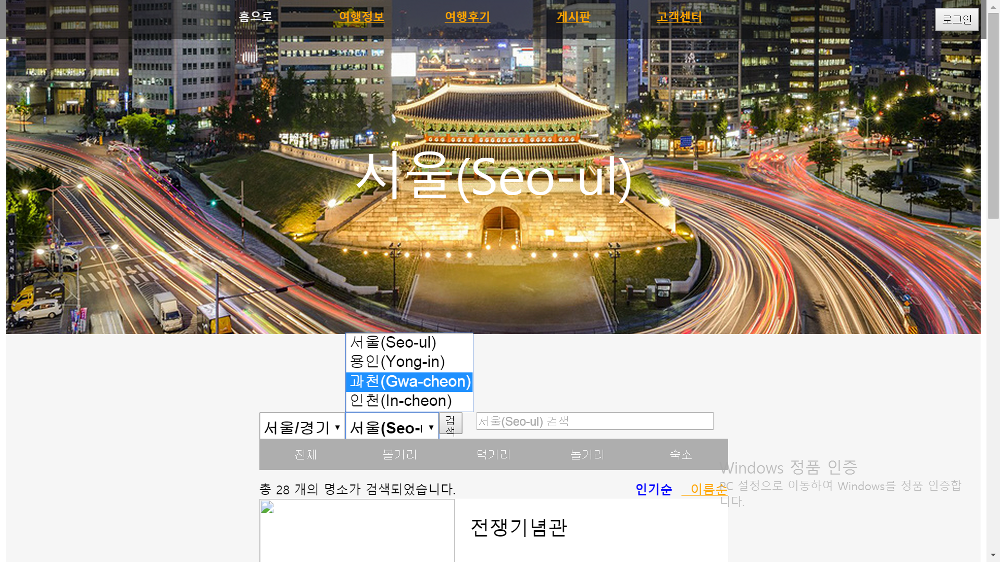 홈으로 여행정보 여행후기 게시판 고객센터 로그인
서울(Seo-ul)
서울(Seo-ul)
용인(Yong-in)
과천(Gwa-cheon)
인천(In-cheon)
서울/경기 서울(Seo- 검색 서울(Seo-ul) 검색
전체 볼거리 먹거리 놀거리 숙소
Windows 정품 인증
PC 설정으로 이동하여 Windows를 정품 인증합
니다.
총 28 개의 명소가 검색되었습니다. 인기순 이름순
전쟁기념관